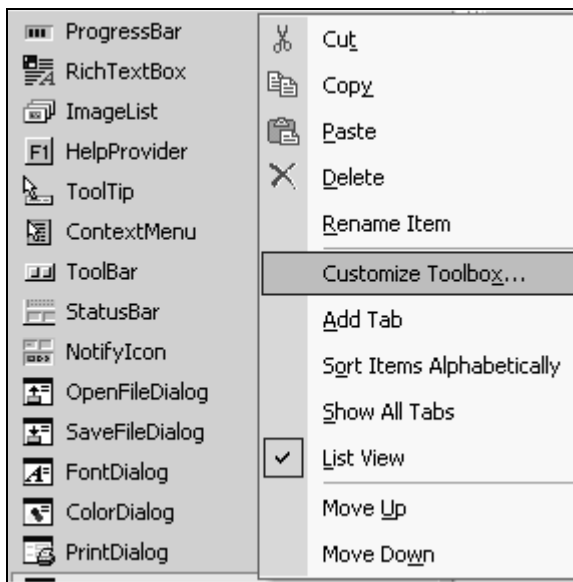 ProgressBar
RichTextBox
ImageList
F1 HelpProvider
ToolTip
ContextMenu
ToolBar
StatusBar
NotifyIcon
OpenFileDialog
SaveFileDialog
FontDialog
ColorDialog
PrintDialog
Cut
Copy
Paste
Delete
Rename Item
Customize Toolbox...
Add Tab
Sort Items Alphabetically
Show All Tabs
List View
Move Up
Move Down